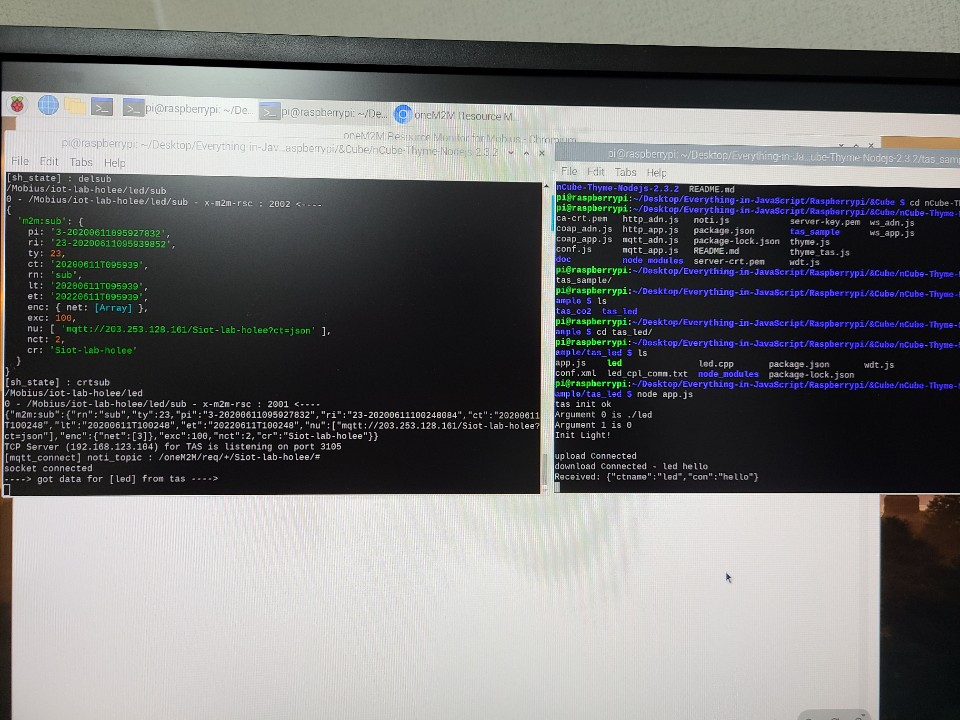 pi@raspberrypi: ~/De...
pi@raspberrypi: ~/De...
oneM2M Resource M...
oneM2M Resource Monitor for Mobius - Chromium
pi@raspberrypi: ~/Desktop/Everything-in-Jav...aspberrypi/&Cube/nCube-Thyme-Nodejs-2.3.2
File Edit Tabs Help
[sh_state] : delsub
/Mobius/iot-lab-holee/led/sub
0 - /Mobius/iot-lab-holee/led/sub - x-m2m-rsc : 2002 <----
{
'm2m:sub': {
pi: '3-20200611095927832',
ri: '23-20200611095939852',
ty: 23,
ct: '20200611T095939',
rn: 'sub',
lt: '20200611T095939',
et: '20220611T095939',
enc: { net: [Array] },
exc: 100,
nu: [ 'mqtt://203.253.128.161/Siot-lab-holee?ct=json' ],
nct: 2,
cr: 'Siot-lab-holee'
}
}
[sh_state] : crtsub
/Mobius/iot-lab-holee/led
0 - /Mobius/iot-lab-holee/led/sub - x-m2m-rsc : 2001 <----
{"m2m:sub":{"rn":"sub","ty":23,"pi":"3-20200611095927832","ri":"23-20200611100248084","ct":"20200611
T100248","lt":"20200611T100248","et":"20220611T100248","nu":["mqtt://203.253.128.161/Siot-lab-holee?
ct=json"],"enc":{"net":[3]},"exc":100,"nct":2,"cr":"Siot-lab-holee"}}
TCP Server (192.168.123.104) for TAS is listening on port 3105
[mqtt_connect] noti_topic : /oneM2M/req/+/Siot-lab-holee/#
socket connected
----> got data for [led] from tas ---->
pi@raspberrypi: ~/Desktop/Everything-in-Ja...ube-Thyme-Nodejs-2.3.2/tas_samp
File Edit Tabs Help
nCube-Thyme-Nodejs-2.3.2 README.md
pi@raspberrypi:~/Desktop/Everything-in-JavaScript/Raspberrypi/&Cube $ cd nCube-T
pi@raspberrypi:~/Desktop/Everything-in-JavaScript/Raspberrypi/&Cube/nCube-Thyme-
ca-crt.pem http_adn.js noti.js server-key.pem ws_adn.js
coap_adn.js http_app.js package.json tas_sample ws_app.js
coap_app.js mqtt_adn.js package-lock.json thyme.js
conf.js mqtt_app.js README.md thyme_tas.js
doc node_modules server-crt.pem wdt.js
pi@raspberrypi:~/Desktop/Everything-in-JavaScript/Raspberrypi/&Cube/nCube-Thyme-
tas_sample/
pi@raspberrypi:~/Desktop/Everything-in-JavaScript/Raspberrypi/&Cube/nCube-Thyme-
ample $ ls
tas_co2 tas_led
pi@raspberrypi:~/Desktop/Everything-in-JavaScript/Raspberrypi/&Cube/nCube-Thyme-
ample $ cd tas_led/
pi@raspberrypi:~/Desktop/Everything-in-JavaScript/Raspberrypi/&Cube/nCube-Thyme-
ample/tas_led $ ls
app.js led led.cpp package.json wdt.js
conf.xml led_cpl_comm.txt node_modules package-lock.json
pi@raspberrypi:~/Desktop/Everything-in-JavaScript/Raspberrypi/&Cube/nCube-Thyme-
ample/tas_led $ node app.js
tas init ok
Argument 0 is ./led
Argument 1 is 0
Init Light!
upload Connected
download Connected - led hello
Received: {"ctname":"led","con":"hello"}